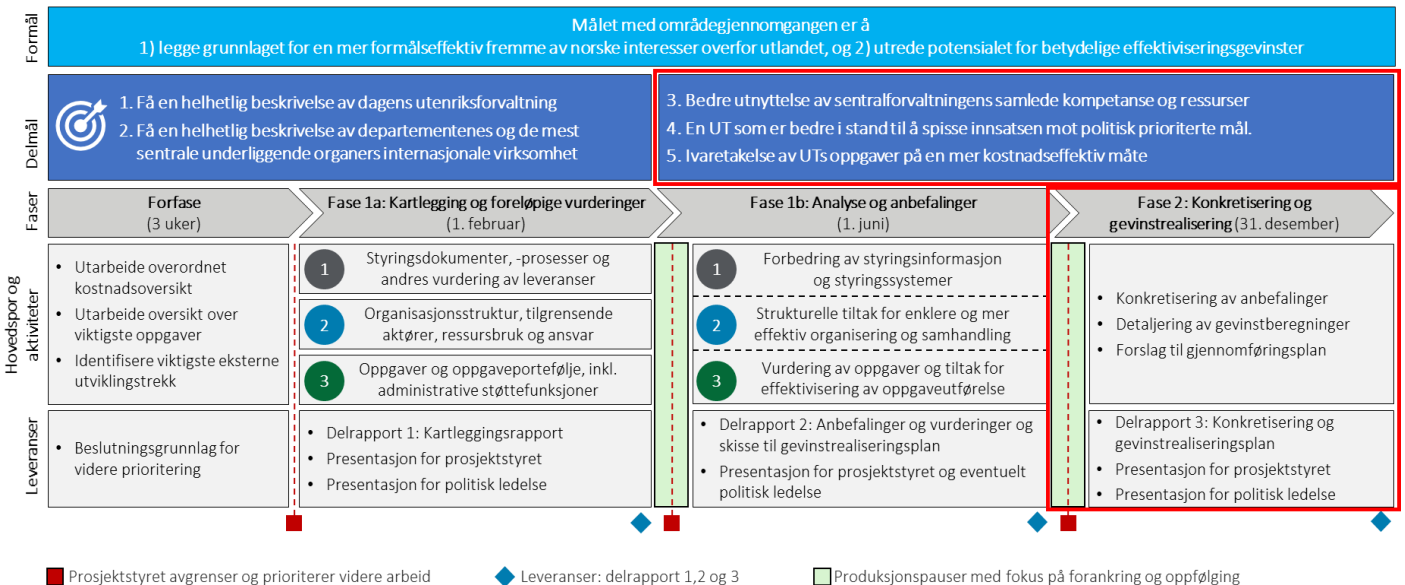 Formål
Målet med områdegjennomgangen er å
1) legge grunnlaget for en mer formålseffektiv fremme av norske interesser overfor utlandet, og 2) utrede potensialet for betydelige effektiviseringsgevinster
Delmål
1. Få en helhetlig beskrivelse av dagens utenriksforvaltning
2. Få en helhetlig beskrivelse av departementenes og de mest
sentrale underliggende organers internasjonale virksomhet
3. Bedre utnyttelse av sentralforvaltningens samlede kompetanse og ressurser
4. En UT som er bedre i stand til å spisse innsatsen mot politisk prioriterte mål.
5. Ivaretakelse av UTs oppgaver på en mer kostnadseffektiv måte
Faser
Forfase
(3 uker)
Fase 1a: Kartlegging og foreløpige vurderinger
(1. februar)
Fase 1b: Analyse og anbefalinger
(1. juni)
Fase 2: Konkretisering og
gevinstrealisering (31. desember)
Hovedspor og
aktiviteter
• Utarbeide overordnet
kostnadsoversikt
• Utarbeide oversikt over
viktigste oppgaver
• Identifisere viktigste eksterne
utviklingstrekk
1
Styringsdokumenter, -prosesser og
andres vurdering av leveranser
2
Organisasjonsstruktur, tilgrensende
aktører, ressursbruk og ansvar
3
Oppgaver og oppgaveportefølje, inkl.
administrative støttefunksjoner
1
Forbedring av styringsinformasjon
og styringssystemer
2
Strukturelle tiltak for enklere og mer
effektiv organisering og samhandling
3
Vurdering av oppgaver og tiltak for
effektivisering av oppgaveutførelse
• Konkretisering av anbefalinger
• Detaljering av gevinstberegninger
• Forslag til gjennomføringsplan
Leveranser
• Beslutningsgrunnlag for
videre prioritering
• Delrapport 1: Kartleggingsrapport
• Presentasjon for prosjektstyret
• Presentasjon for politisk ledelse
• Delrapport 2: Anbefalinger og vurderinger og
skisse til gevinstrealiseringsplan
• Presentasjon for prosjektstyret og eventuelt
politisk ledelse
• Delrapport 3: Konkretisering og
gevinstrealiseringsplan
• Presentasjon for prosjektstyret
• Presentasjon for politisk ledelse
Prosjektstyret avgrenser og prioriterer videre arbeid
Leveranser: delrapport 1,2 og 3
Produksjonspauser med fokus på forankring og oppfølging